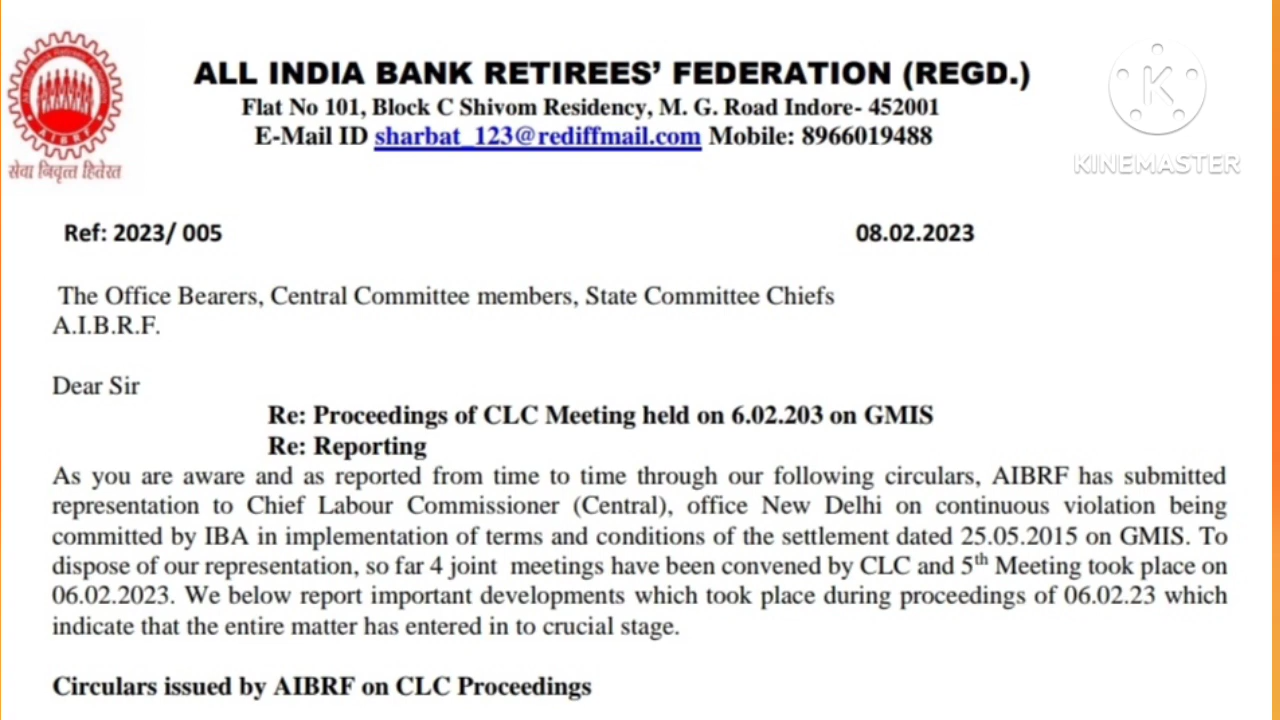 ALL INDIA BANK RETIREES' FEDERATION (REGD.)
Flat No 101, Block C Shivom Residency, M. G. Road Indore- 452001
E-Mail ID sharbat_123@rediffmail.com Mobile: 8966019488
सेवा निवृत्त हितेरत
K
KINEMASTER
Ref: 2023/ 005
08.02.2023
The Office Bearers, Central Committee members, State Committee Chiefs
A.I.B.R.F.
Dear Sir
Re: Proceedings of CLC Meeting held on 6.02.203 on GMIS
Re: Reporting
As you are aware and as reported from time to time through our following circulars, AIBRF has submitted
representation to Chief Labour Commissioner (Central), office New Delhi on continuous violation being
committed by IBA in implementation of terms and conditions of the settlement dated 25.05.2015 on GMIS. To
dispose of our representation, so far 4 joint meetings have been convened by CLC and 5th Meeting took place on
06.02.2023. We below report important developments which took place during proceedings of 06.02.23 which
indicate that the entire matter has entered in to crucial stage.
Circulars issued by AIBRF on CLC Proceedings